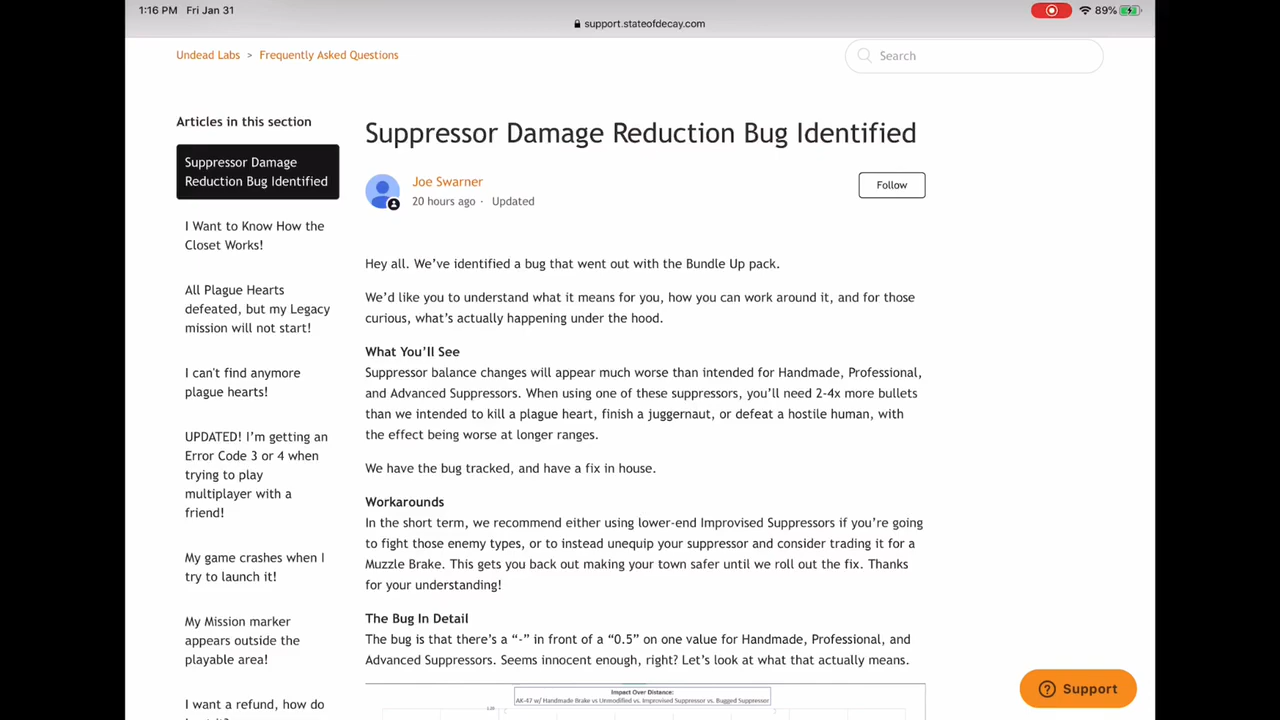 1:16 PM Fri Jan 31
support.stateofdecay.com
89%
Undead Labs > Frequently Asked Questions
Search
Articles in this section
Suppressor Damage
Reduction Bug Identified
I Want to Know How the
Closet Works!
All Plague Hearts
defeated, but my Legacy
mission will not start!
I can't find anymore
plague hearts!
UPDATED! I'm getting an
Error Code 3 or 4 when
trying to play
multiplayer with a
friend!
My game crashes when I
try to launch it!
My Mission marker
appears outside the
playable area!
I want a refund, how do
Suppressor Damage Reduction Bug Identified
Joe Swarner
20 hours ago · Updated
Follow
Hey all. We've identified a bug that went out with the Bundle Up pack.
We'd like you to understand what it means for you, how you can work around it, and for those
curious, what's actually happening under the hood.
What You'll See
Suppressor balance changes will appear much worse than intended for Handmade, Professional,
and Advanced Suppressors. When using one of these suppressors, you'll need 2-4x more bullets
than we intended to kill a plague heart, finish a juggernaut, or defeat a hostile human, with
the effect being worse at longer ranges.
We have the bug tracked, and have a fix in house.
Workarounds
In the short term, we recommend either using lower-end Improvised Suppressors if you're going
to fight those enemy types, or to instead unequip your suppressor and consider trading it for a
Muzzle Brake. This gets you back out making your town safer until we roll out the fix. Thanks
for your understanding!
The Bug In Detail
The bug is that there's a "-" in front of a "0.5" on one value for Handmade, Professional, and
Advanced Suppressors. Seems innocent enough, right? Let's look at what that actually means.
Impact Over Distance:
AK-47 w/ Handmade Brake vs Unmodified vs. Improvised Suppressor vs. Bugged Suppressor
Support